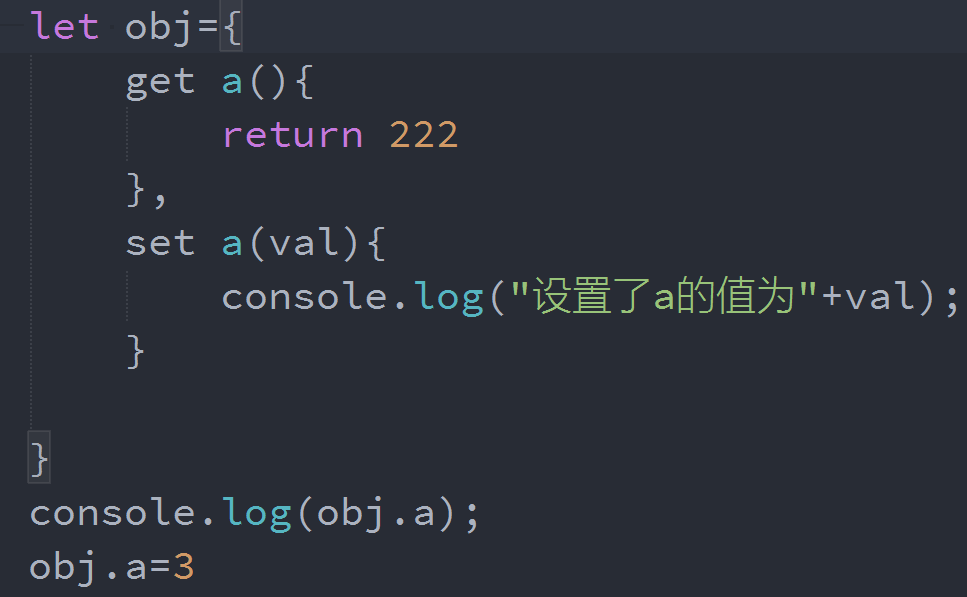 let obj={
    get a(){
        return 222
    },
    set a(val){
        console.log("设置了a的值为"+val);
    }

}
console.log(obj.a);
obj.a=3